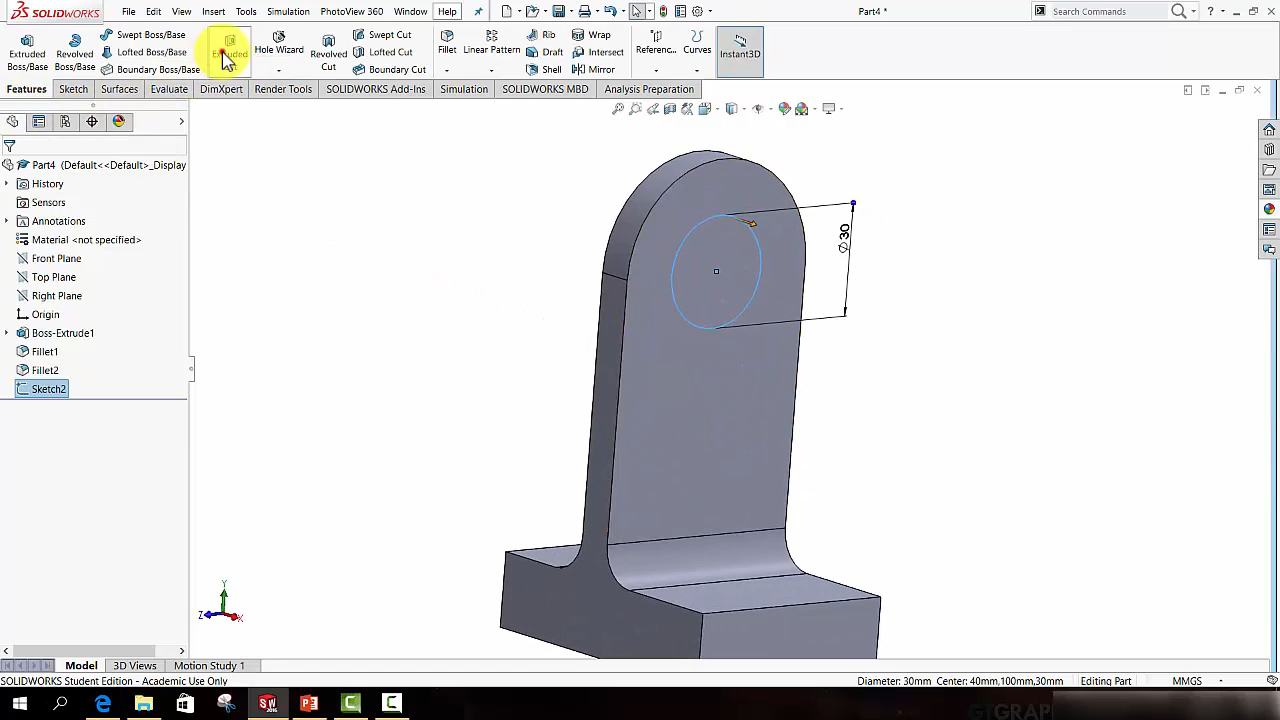 SOLIDWORKS File Edit View Insert Tools Simulation PhotoView 360 Window Help Part4 * Search Commands
Extruded Boss/Base Revolved Boss/Base Swept Boss/Base Lofted Boss/Base Boundary Boss/Base Extruded Hole Wizard Revolved Cut Swept Cut Lofted Cut Boundary Cut Fillet Linear Pattern Rib Draft Shell Wrap Intersect Mirror Referenc... Curves Instant3D
Features Sketch Surfaces Evaluate DimXpert Render Tools SOLIDWORKS Add-Ins Simulation SOLIDWORKS MBD Analysis Preparation
Part4 (Default<<Default>_Display
History
Sensors
Annotations
Material <not specified>
Front Plane
Top Plane
Right Plane
Origin
Boss-Extrude1
Fillet1
Fillet2
Sketch2
Ø30
Y
Z X
Model 3D Views Motion Study 1
SOLIDWORKS Student Edition - Academic Use Only Diameter: 30mm Center: 40mm,100mm,30mm Editing Part MMGS